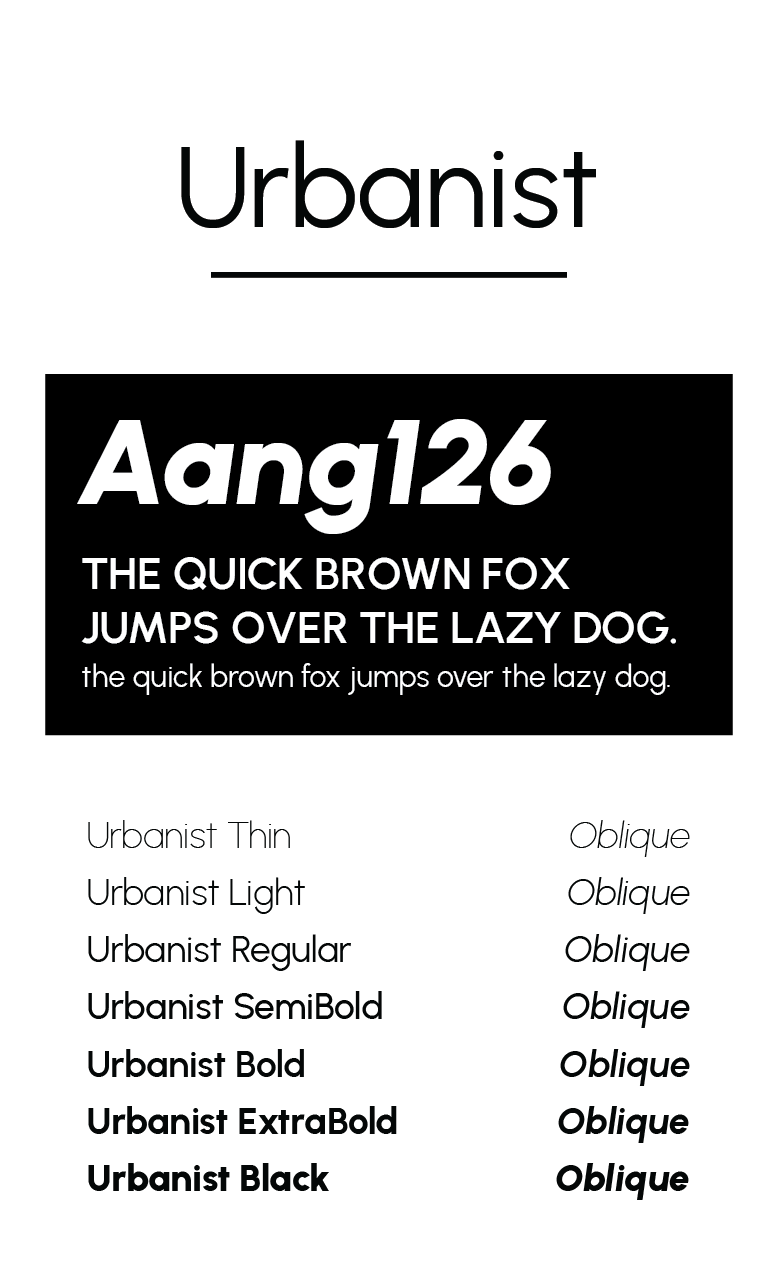 Urbanist
Aang126
THE QUICK BROWN FOX
JUMPS OVER THE LAZY DOG.
the quick brown fox jumps over the lazy dog.
Urbanist Thin Oblique
Urbanist Light Oblique
Urbanist Regular Oblique
Urbanist SemiBold Oblique
Urbanist Bold Oblique
Urbanist ExtraBold Oblique
Urbanist Black Oblique